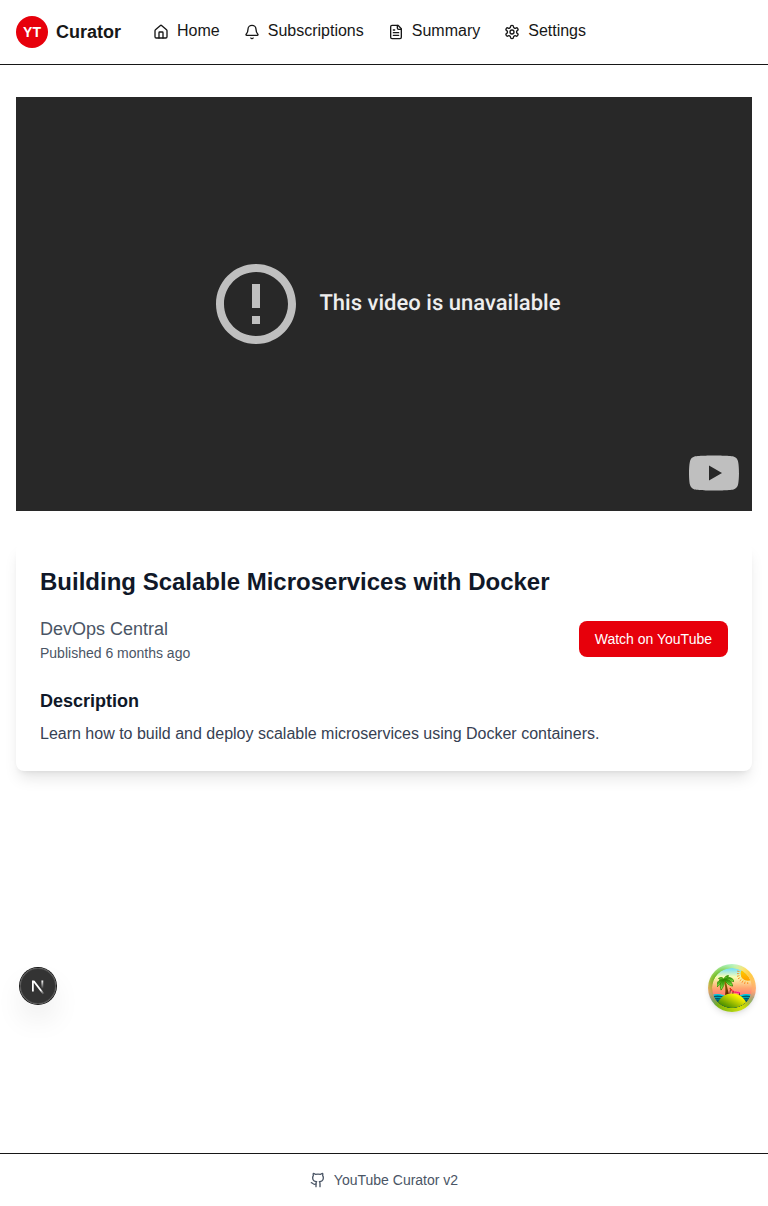 YT Curator Home Subscriptions Summary Settings
This video is unavailable
Building Scalable Microservices with Docker
DevOps Central
Published 6 months ago
Watch on YouTube
Description
Learn how to build and deploy scalable microservices using Docker containers.
N
YouTube Curator v2